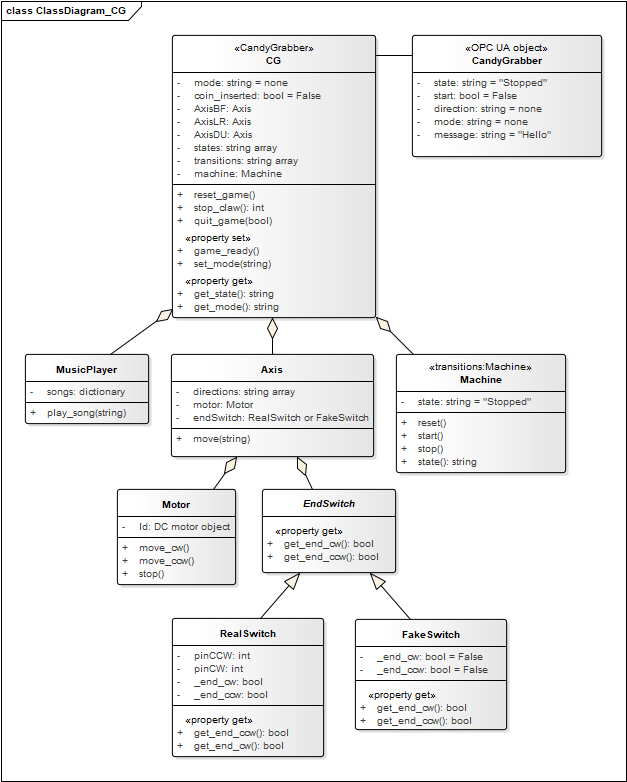 class ClassDiagram_CG
«CandyGrabber»
CG
- mode: string = none
- coin_inserted: bool = False
- AxisBF: Axis
- AxisLR: Axis
- AxisDU: Axis
- states: string array
- transitions: string array
- machine: Machine
+ reset_game()
+ stop_claw(): int
+ quit_game(bool)
«property set»
+ game_ready()
+ set_mode(string)
«property get»
+ get_state(): string
+ get_mode(): string
«OPC UA object»
CandyGrabber
- state: string = "Stopped"
- start: bool = False
- direction: string = none
- mode: string = none
- message: string = "Hello"
MusicPlayer
- songs: dictionary
+ play_song(string)
Axis
- directions: string array
- motor: Motor
- endSwitch: RealSwitch or FakeSwitch
+ move(string)
«transitions:Machine»
Machine
- state: string = "Stopped"
+ reset()
+ start()
+ stop()
+ state(): string
Motor
- Id: DC motor object
+ move_cw()
+ move_ccw()
+ stop()
EndSwitch
«property get»
+ get_end_cw(): bool
+ get_end_ccw(): bool
RealSwitch
- pinCCW: int
- pinCW: int
- _end_cw: bool
- _end_ccw: bool
«property get»
+ get_end_ccw(): bool
+ get_end_cw(): bool
FakeSwitch
- _end_cw: bool = False
- _end_ccw: bool = False
«property get»
+ get_end_cw(): bool
+ get_end_ccw(): bool